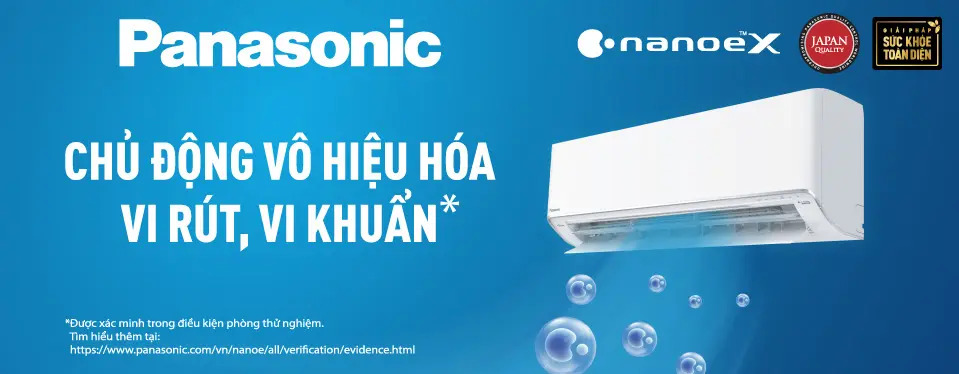 Panasonic
nanoe™X
JAPAN
QUALITY
GIẢI PHÁP
SỨC KHỎE
TOÀN DIỆN
CHỦ ĐỘNG VÔ HIỆU HÓA
VI RÚT, VI KHUẨN*
*Được xác minh trong điều kiện phòng thử nghiệm.
Tìm hiểu thêm tại:
https://www.panasonic.com/vn/nanoe/all/verification/evidence.html